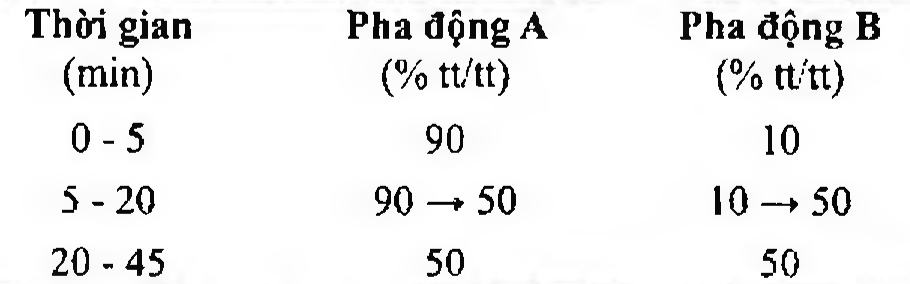 Thời gian Pha động A Pha động B
(min) (% tt/tt) (% tt/tt)
0 - 5 90 10
5 - 20 90 → 50 10 → 50
20 - 45 50 50